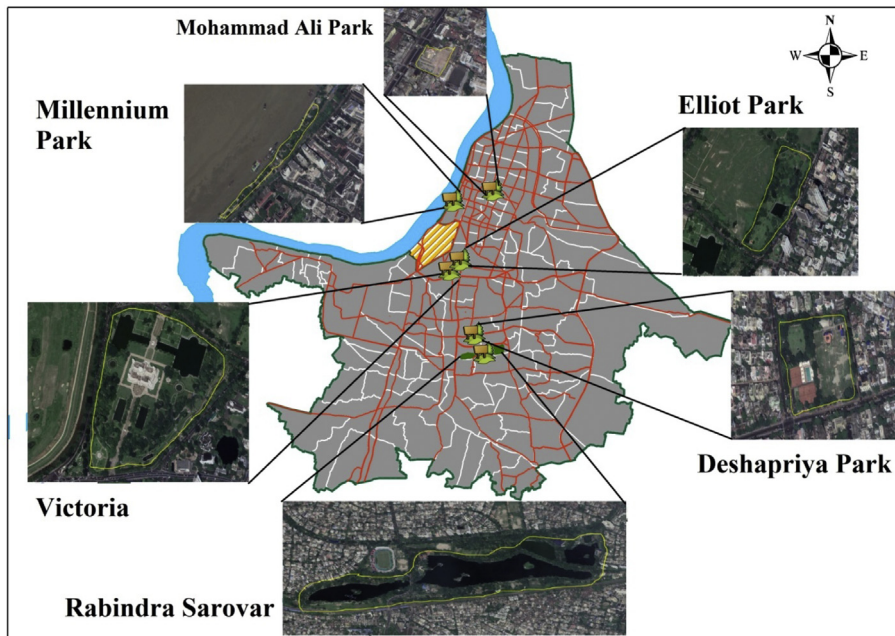 Mohammad Ali Park
N
W E
S
Millennium
Park
Elliot Park
Victoria
Deshapriya Park
Rabindra Sarovar